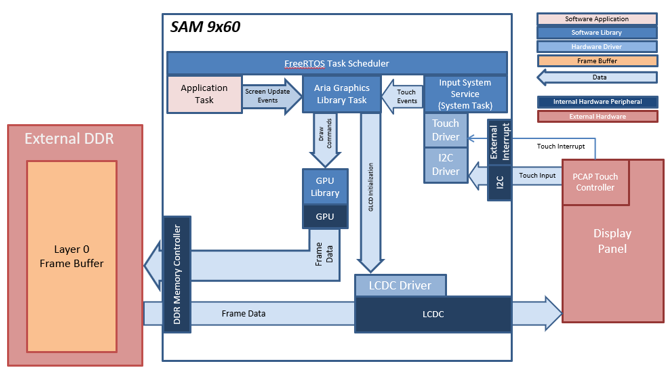 SAM 9x60
FreeRTOS Task Scheduler
Application
Task
Screen Update
Events
Aria Graphics
Library Task
Touch
Events
Input System
Service
(System Task)
Touch
Driver
I2C
Driver
External
Interrupt
I2C
Touch Interrupt
Touch Input
PCAP Touch
Controller
Display
Panel
Draw
Commands
GLCD Initialization
GPU
Library
GPU
Frame
Data
External DDR
Layer 0
Frame Buffer
DDR Memory Controller
Frame Data
LCDC Driver
LCDC
Software Application
Software Library
Hardware Driver
Frame Buffer
Data
Internal Hardware Peripheral
External Hardware